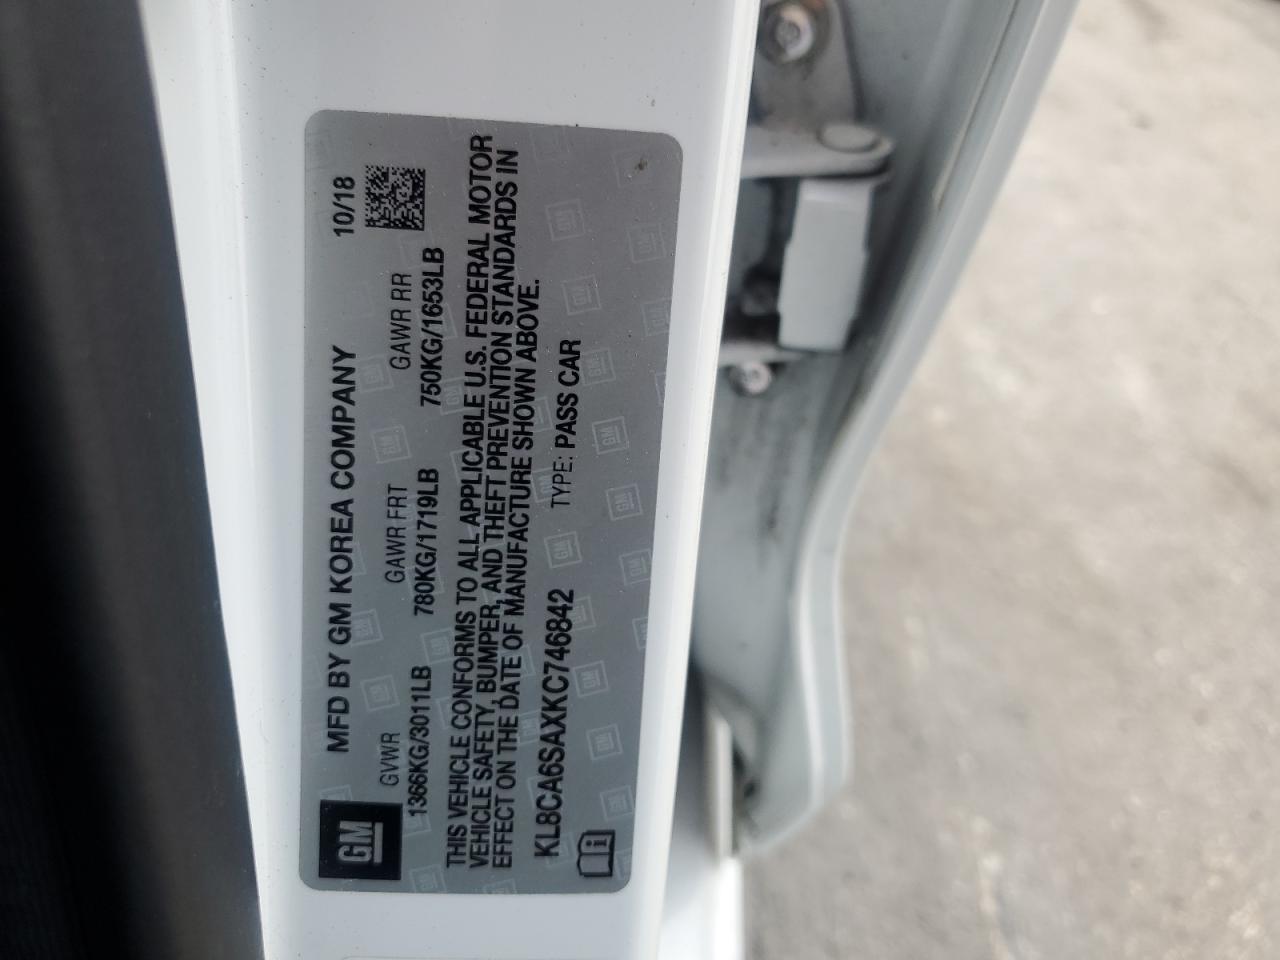 GM
MFD BY GM KOREA COMPANY 10/18
GVWR GAWR FRT GAWR RR
1366KG/3011LB 780KG/1719LB 750KG/1653LB
THIS VEHICLE CONFORMS TO ALL APPLICABLE U.S. FEDERAL MOTOR
VEHICLE SAFETY, BUMPER, AND THEFT PREVENTION STANDARDS IN
EFFECT ON THE DATE OF MANUFACTURE SHOWN ABOVE.
KL8CA6SAXKC746842 TYPE: PASS CAR